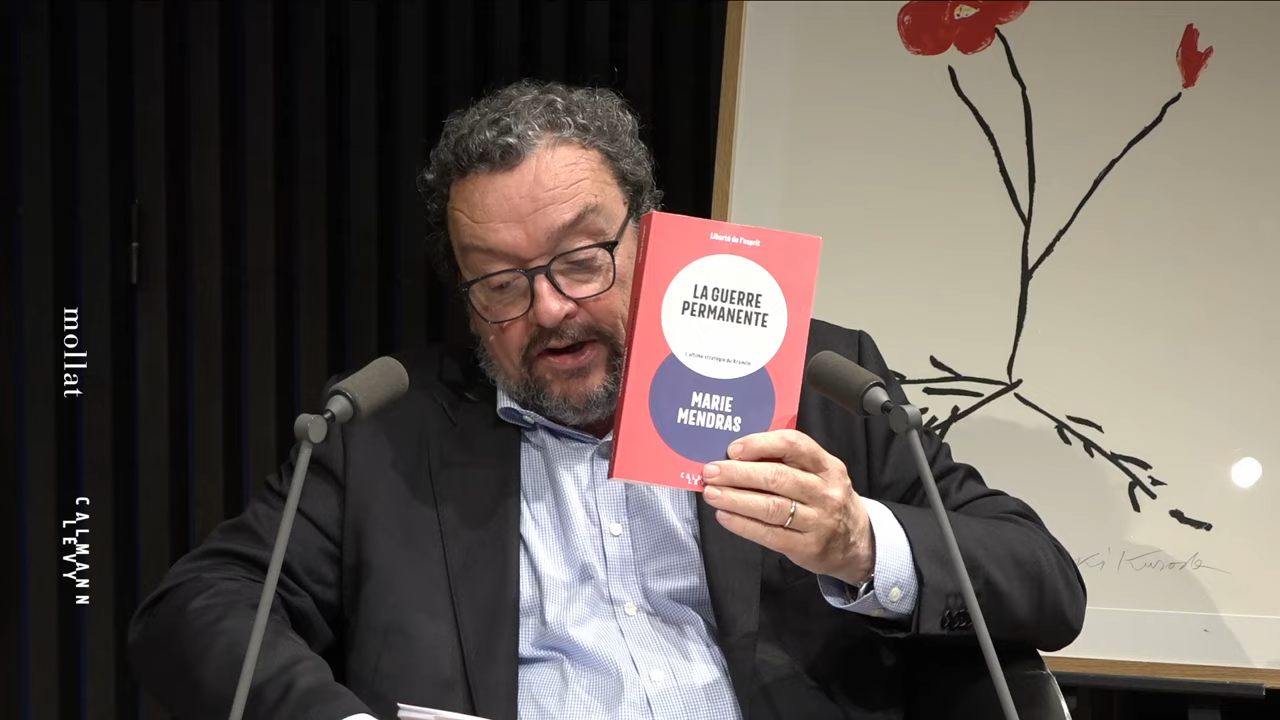 Liberté de l'esprit
LA GUERRE
PERMANENTE
L'ultime stratégie du Kremlin
MARIE
MENDRAS
mollat
CALMANN
LEVY